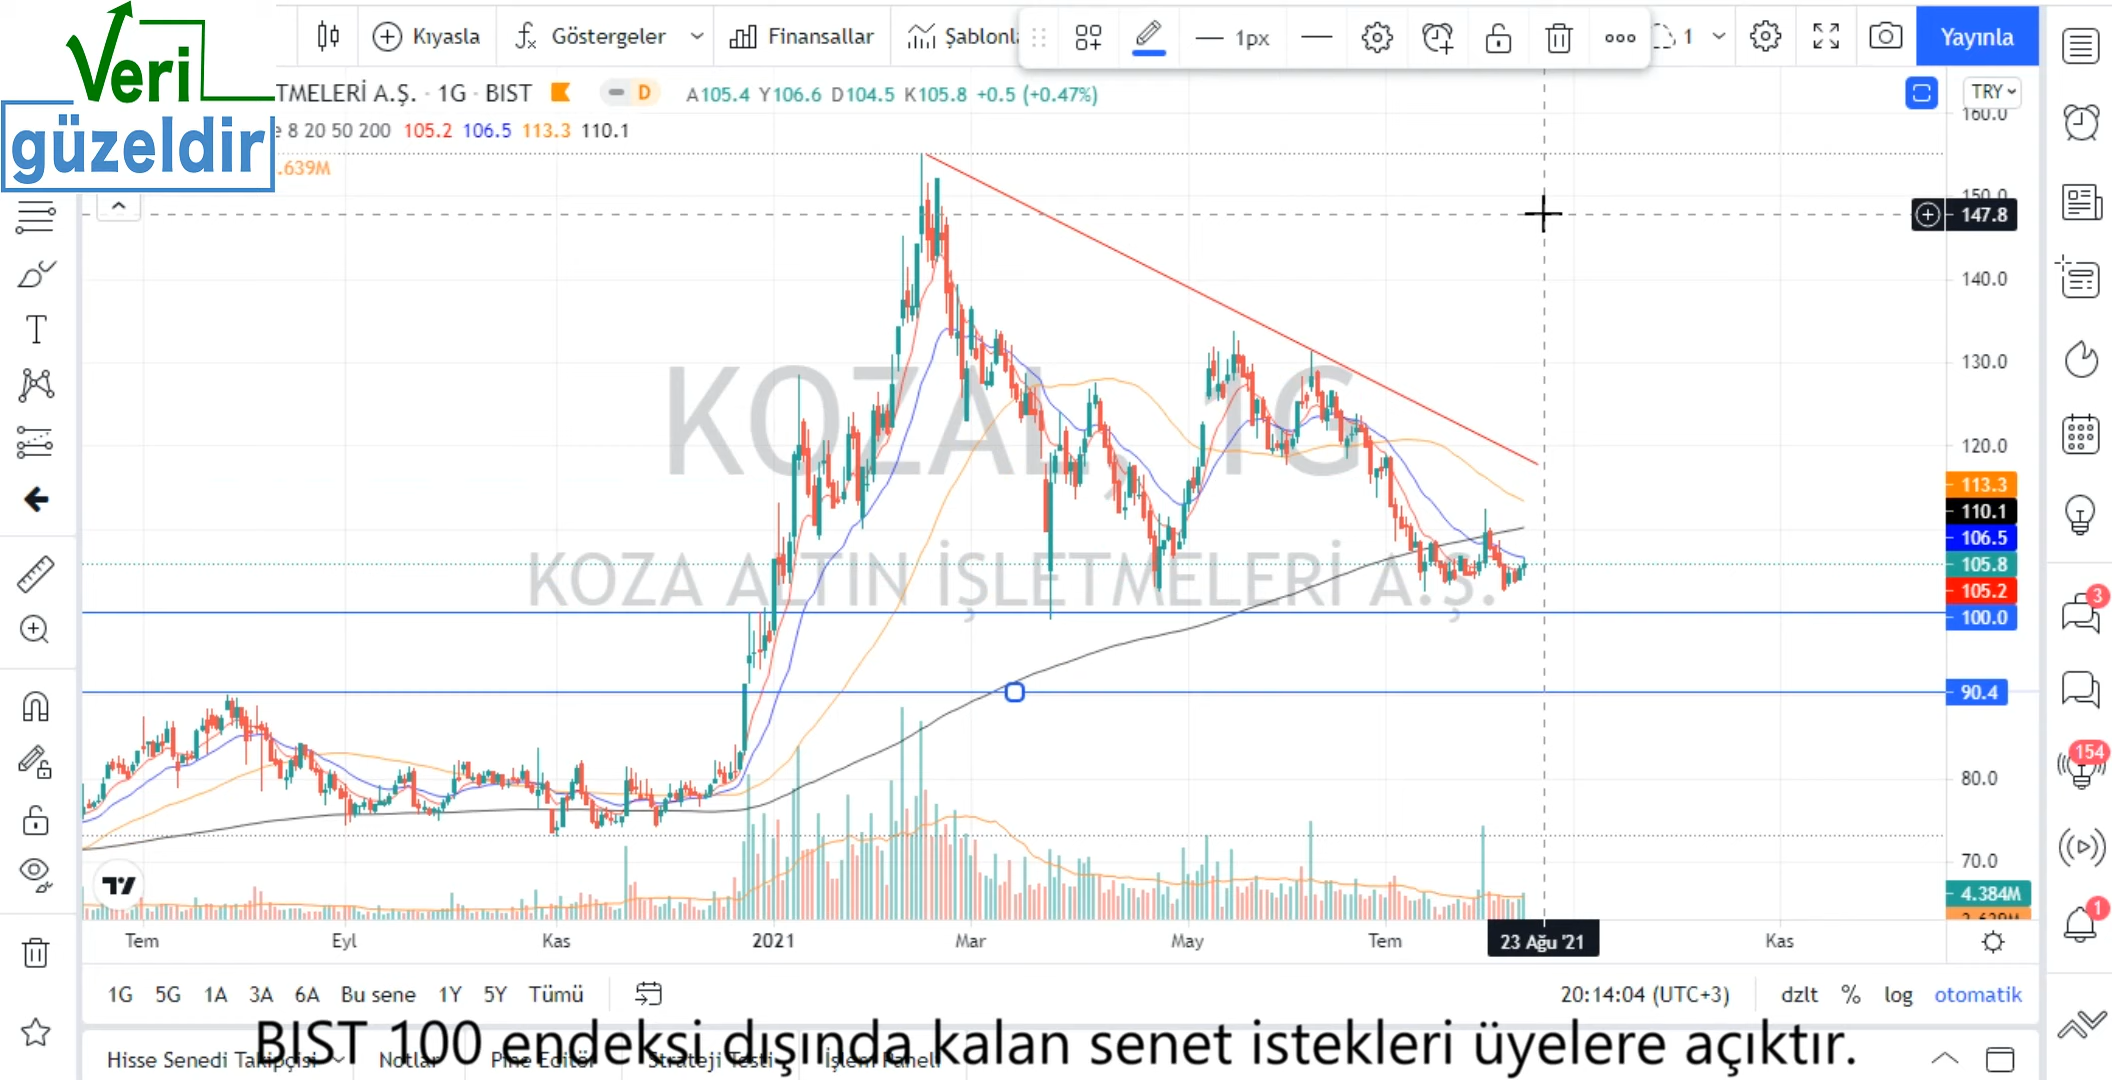 Veri
güzeldir
Kıyasla
Göstergeler
Finansallar
Şablonla
1px
1
Yayınla
TMELERİ A.Ş. · 1G · BIST
D
A105.4 Y106.6 D104.5 K105.8 +0.5 (+0.47%)
TRY
e 8 20 50 200 105.2 106.5 113.3 110.1
.639M
160.0
150.0
147.8
140.0
130.0
120.0
113.3
110.1
106.5
105.8
105.2
100.0
90.4
80.0
70.0
4.384M
KOZAL, 1G
KOZA ALTIN İŞLETMELERİ A.Ş.
3
154
1
Tem Eyl Kas 2021 Mar May Tem 23 Ağu '21 Kas
1G 5G 1A 3A 6A Bu sene 1Y 5Y Tümü
20:14:04 (UTC+3) dzlt % log otomatik
BIST 100 endeksi dışında kalan senet istekleri üyelere açıktır.
Hisse Senedi Takipçisi Notlar Pine Editör Strateji Testi İşlem Paneli